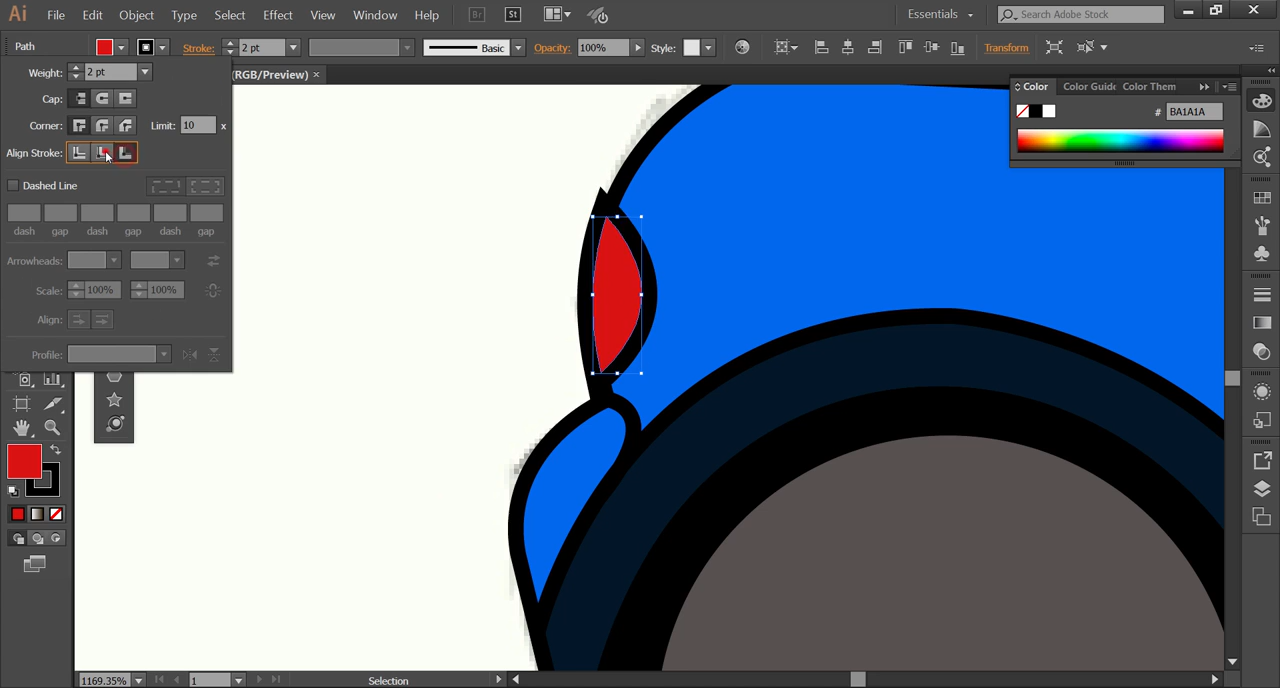 Ai File Edit Object Type Select Effect View Window Help Br St Essentials Search Adobe Stock
Path Stroke: 2 pt Basic Opacity: 100% Style: Transform
(RGB/Preview) ×
Weight: 2 pt
Cap:
Corner: Limit: 10 x
Align Stroke:
Dashed Line
dash gap dash gap dash gap
Arrowheads:
Scale: 100% 100%
Align:
Profile:
Color Color Guide Color Them
# BA1A1A
1169.35% 1 Selection